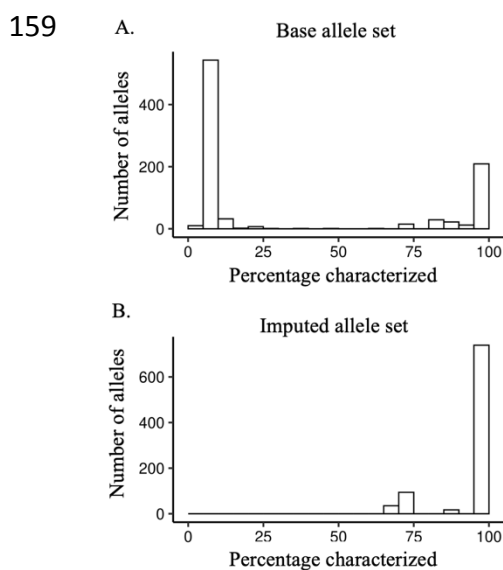 159
A.
Base allele set
Number of alleles
400
200
0
0 25 50 75 100
Percentage characterized
B.
Imputed allele set
Number of alleles
600
400
200
0
0 25 50 75 100
Percentage characterized